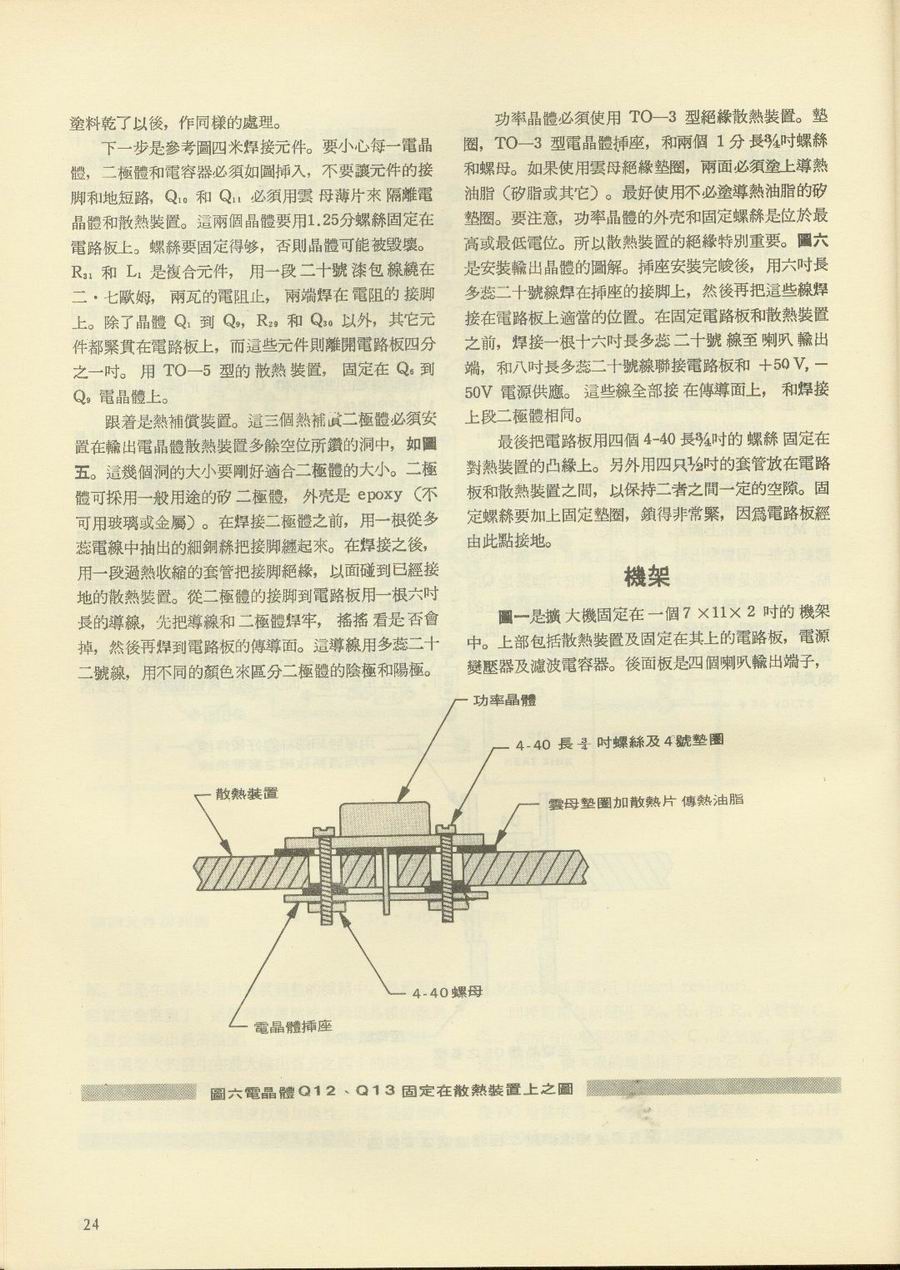 塗料乾了以後，作同樣的處理。
下一步是參考圖四米焊接元件。要小心每一電晶
體，二極體和電容器必須如圖插入，不要讓元件的接
脚和地短路，Q₁₀ 和 Q₁₁ 必須用雲母薄片來隔離電
晶體和散熱裝置。這兩個晶體要用1.25分螺絲固定在
電路板上。螺絲要固定得够，否則晶體可能被毀壞。
R₃₁ 和 L₁ 是複合元件，用一段二十號漆包線繞在
二・七歐姆，兩瓦的電阻止，兩端焊在電阻的接脚
上。除了晶體 Q₁ 到 Q₉，R₂₉ 和 Q₃₀ 以外，其它元
件都緊貫在電路板上，而這些元件則離開電路板四分
之一吋。用 TO—5 型的散熱裝置，固定在 Q₆ 到
Q₉ 電晶體上。
跟着是熱補償裝置。這三個熱補償二極體必須安
置在輸出電晶體散熱裝置多餘空位所鑽的洞中，如圖
五。這幾個洞的大小要剛好適合二極體的大小。二極
體可採用一般用途的矽二極體，外壳是 epoxy（不
可用玻璃或金屬）。在焊接二極體之前，用一根從多
蕊電線中抽出的細銅絲把接脚纏起來。在焊接之後，
用一段過熱收縮的套管把接脚絕緣，以面碰到已經接
地的散熱裝置。從二極體的接脚到電路板用一根六吋
長的導線，先把導線和二極體焊牢，搖搖看是否會
掉，然後再焊到電路板的傳導面。這導線用多蕊二十
二號線，用不同的顏色來區分二極體的陰極和陽極。
功率晶體必須使用 TO—3 型絕緣散熱裝置。墊
圈，TO—3 型電晶體插座，和兩個 1 分長¾吋螺絲
和螺母。如果使用雲母絕緣墊圈，兩面必須塗上導熱
油脂（矽脂或其它）。最好使用不必塗導熱油脂的矽
墊圈。要注意，功率晶體的外壳和固定螺絲是位於最
高或最低電位。所以散熱裝置的絕緣特別重要。圖六
是安裝輸出晶體的圖解。插座安裝完畯後，用六吋長
多蕊二十號線焊在插座的接脚上，然後再把這些線焊
接在電路板上適當的位置。在固定電路板和散熱裝置
之前，焊接一根十六吋長多蕊二十號線至喇叭輸出
端，和八吋長多蕊二十號線聯接電路板和 +50 V, −
50V 電源供應。這些線全部接在傳導面上，和焊接
上段二極體相同。
最後把電路板用四個 4-40 長¾吋的螺絲固定在
對熱裝置的凸緣上。另外用四只½吋的套管放在電路
板和散熱裝置之間，以保持二者之間一定的空隙。固
定螺絲要加上固定墊圈，鎖得非常緊，因爲電路板經
由此點接地。
機架
圖一是擴大機固定在一個 7 ×11× 2 吋的機架
中。上部包括散熱裝置及固定在其上的電路板，電源
變壓器及濾波電容器。後面板是四個喇叭輸出端子，
功率晶體
4-40 長 ¾ 吋螺絲及4號墊圈
散熱裝置
雲母墊圈加散熱片傳熱油脂
4-40螺母
電晶體插座
圖六電晶體Q12、Q13固定在散熱裝置上之圖
24